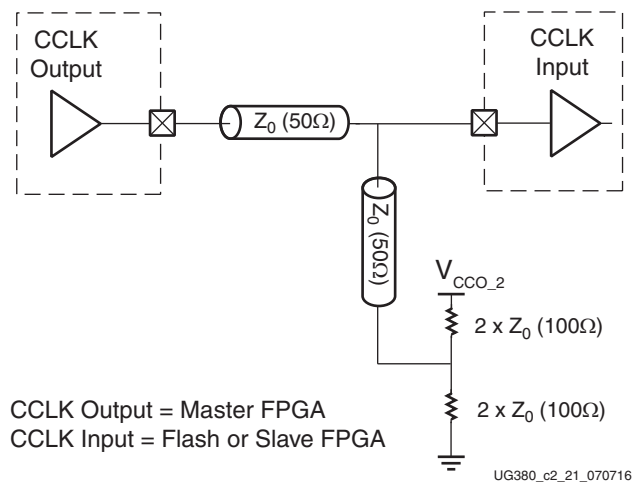 CCLK
Output
CCLK
Input
Z0 (50Ω)
Z0 (50Ω)
VCCO_2
2 x Z0 (100Ω)
2 x Z0 (100Ω)
CCLK Output = Master FPGA
CCLK Input = Flash or Slave FPGA
UG380_c2_21_070716